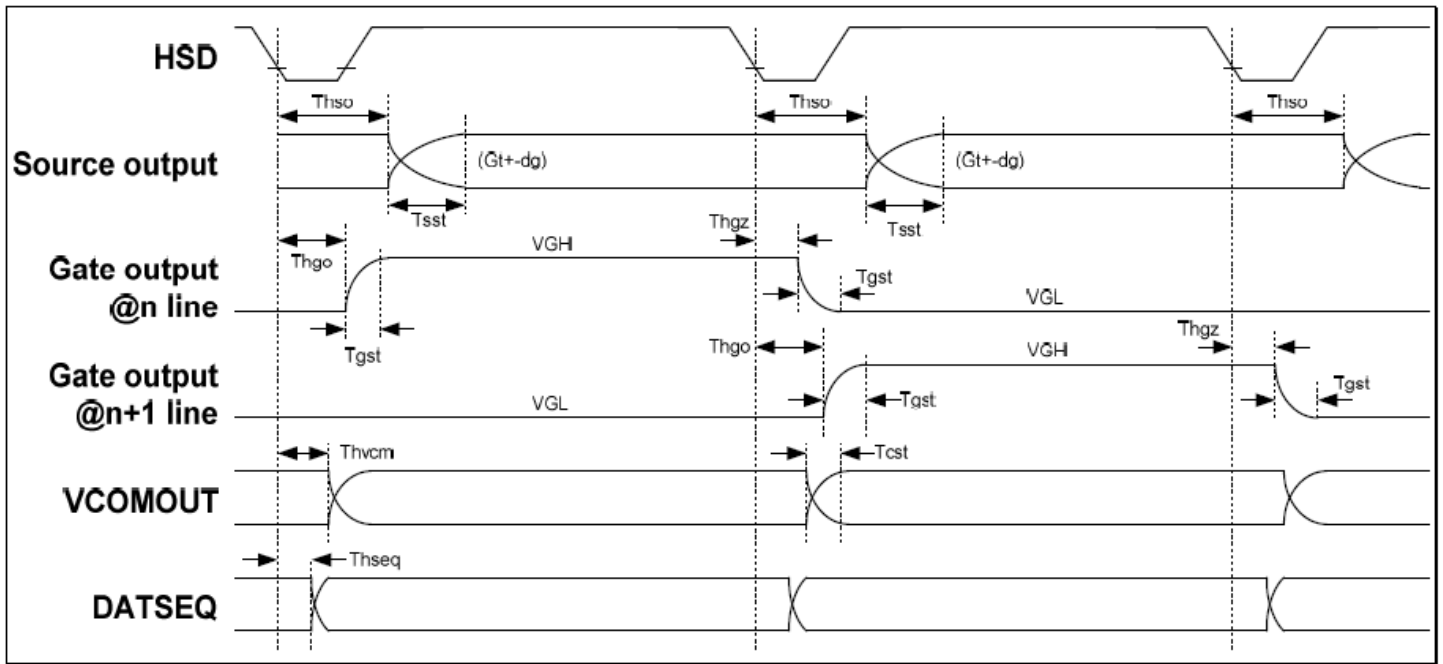 HSD
Thso
Thso
Thso
Source output
(Gt+-dg)
(Gt+-dg)
Tsst
Tsst
Gate output
@n line
Thgo
VGH
Thgz
Tgst
VGL
Tgst
Gate output
@n+1 line
Thgo
VGH
Thgz
Tgst
VGL
Tgst
VCOMOUT
Thvcm
Tcst
DATSEQ
Thseq